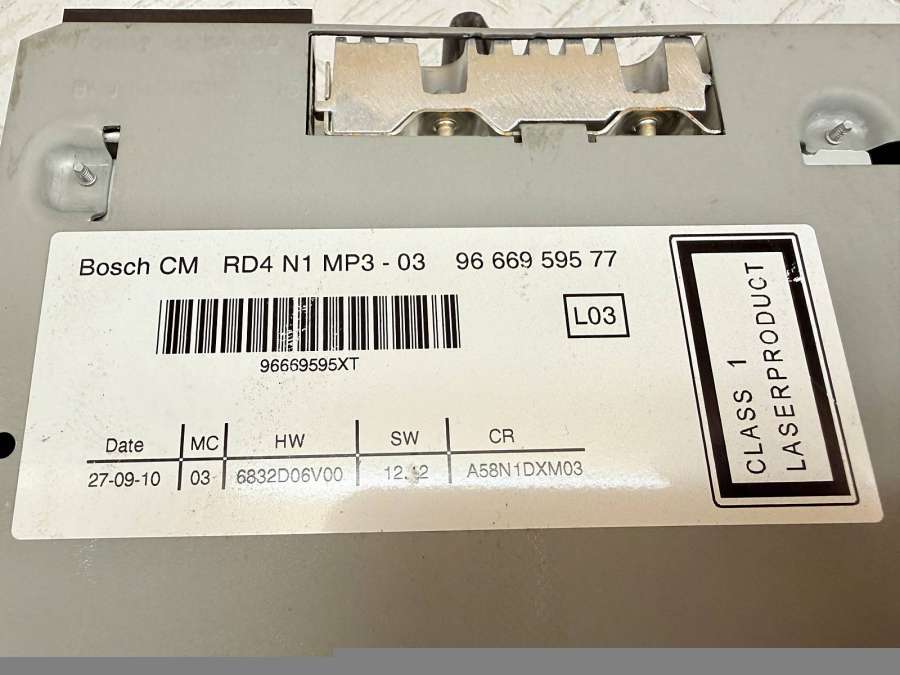 Bosch CM RD4 N1 MP3 - 03 96 669 595 77
L03
96669595XT
CLASS 1
LASERPRODUCT
Date MC HW SW CR
27-09-10 03 6832D06V00 A58N1DXM03